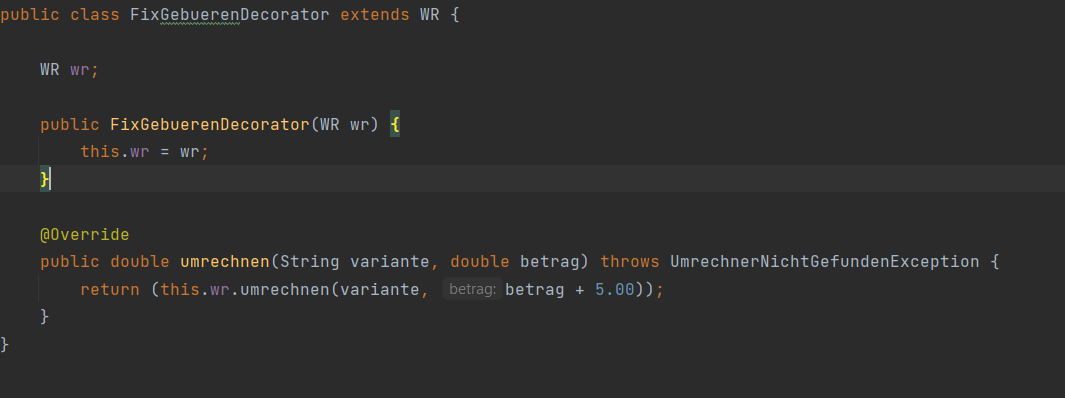 public class FixGebuerenDecorator extends WR {
WR wr;
public FixGebuerenDecorator(WR wr) {
this.wr = wr;
}
@Override
public double umrechnen(String variante, double betrag) throws UmrechnerNichtGefundenException {
return (this.wr.umrechnen(variante, betrag: betrag + 5.00));
}
}